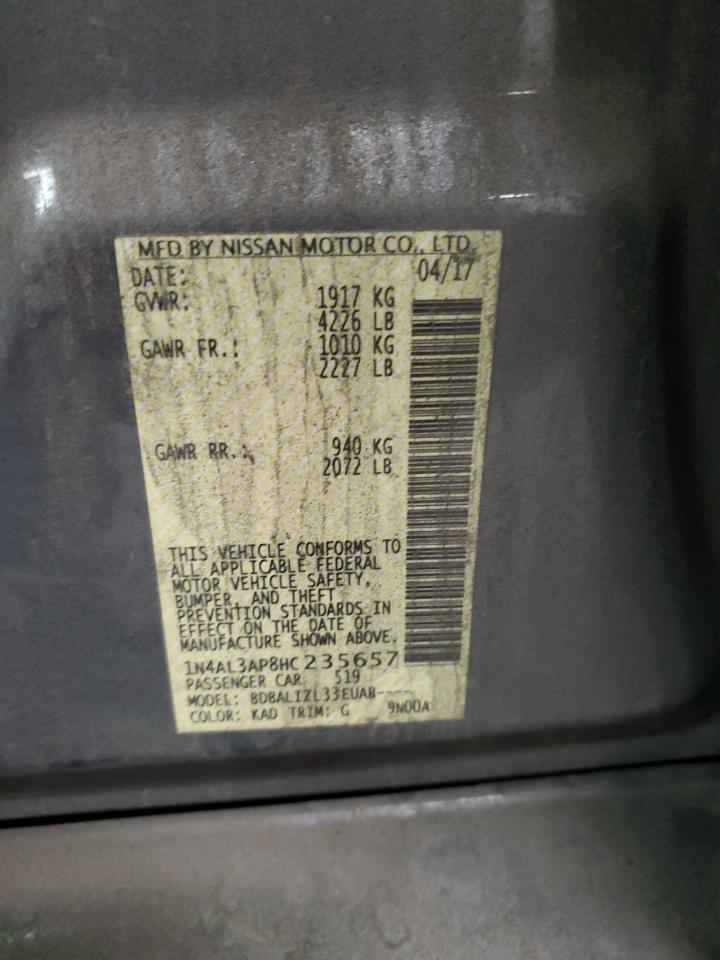 MFD BY NISSAN MOTOR CO., LTD.
DATE: 04/17
GVWR: 1917 KG
4226 LB
GAWR FR.: 1010 KG
2227 LB
GAWR RR.: 940 KG
2072 LB
THIS VEHICLE CONFORMS TO
ALL APPLICABLE FEDERAL
MOTOR VEHICLE SAFETY,
BUMPER, AND THEFT
PREVENTION STANDARDS IN
EFFECT ON THE DATE OF
MANUFACTURE SHOWN ABOVE.
1N4AL3AP8HC235657
PASSENGER CAR 519
MODEL: BDBALIZL33EUAB----
COLOR: KAD TRIM: G 9N00A